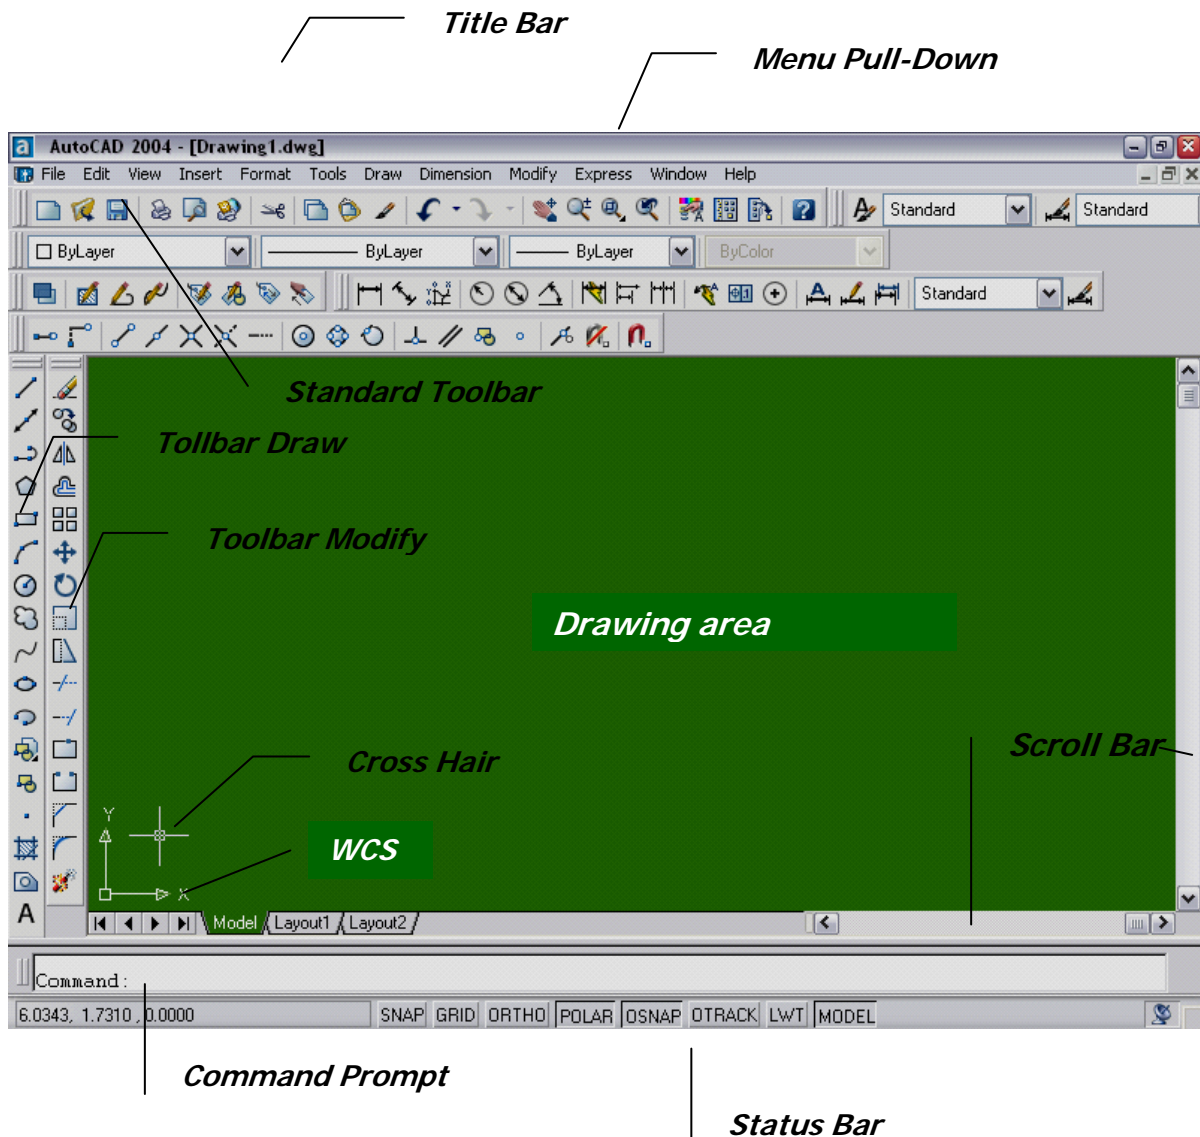 Title Bar
Menu Pull-Down
AutoCAD 2004 - [Drawing1.dwg]
File Edit View Insert Format Tools Draw Dimension Modify Express Window Help
Standard Standard
ByLayer ByLayer ByLayer ByColor
Standard
Standard Toolbar
Tollbar Draw
Toolbar Modify
Drawing area
Scroll Bar
Cross Hair
Y
WCS
X
A
Model Layout1 Layout2
Command:
6.0343, 1.7310, 0.0000 SNAP GRID ORTHO POLAR OSNAP OTRACK LWT MODEL
Command Prompt
Status Bar